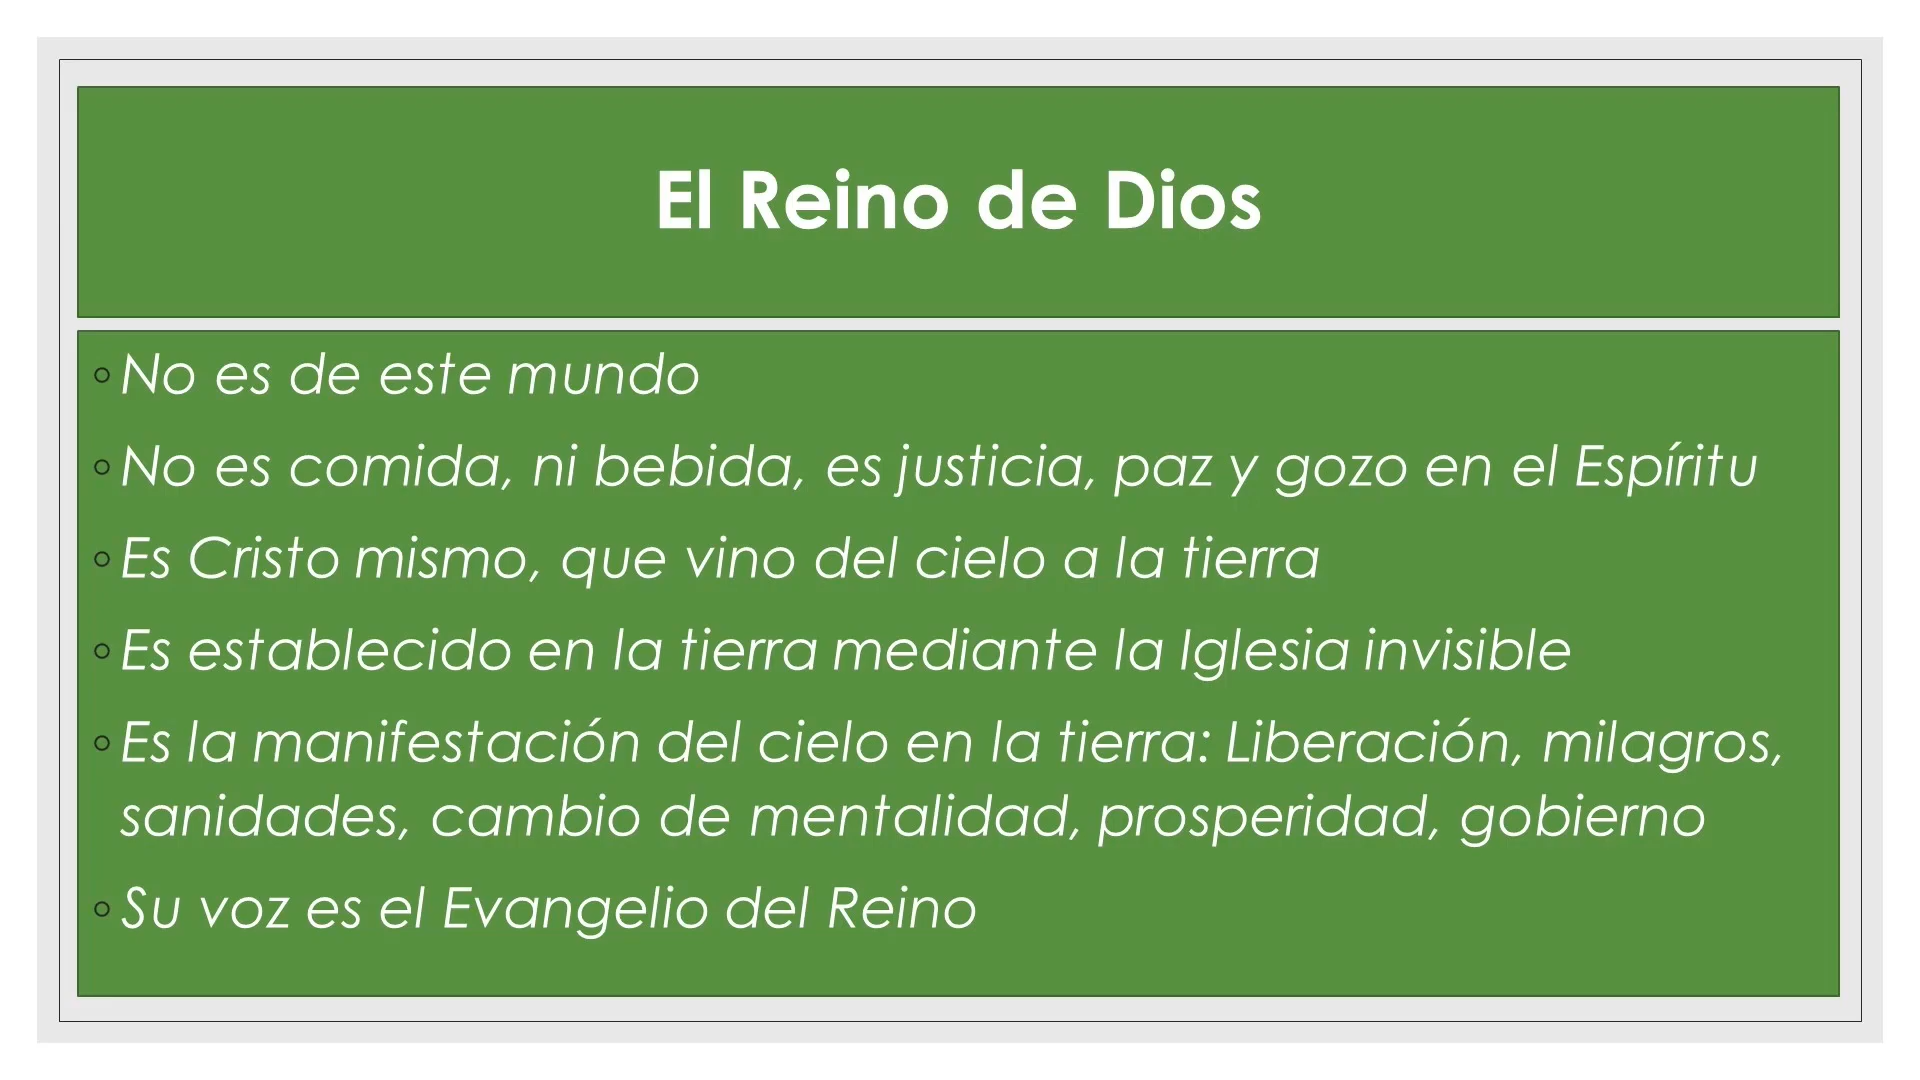 El Reino de Dios
◦ No es de este mundo
◦ No es comida, ni bebida, es justicia, paz y gozo en el Espíritu
◦ Es Cristo mismo, que vino del cielo a la tierra
◦ Es establecido en la tierra mediante la Iglesia invisible
◦ Es la manifestación del cielo en la tierra: Liberación, milagros,
sanidades, cambio de mentalidad, prosperidad, gobierno
◦ Su voz es el Evangelio del Reino